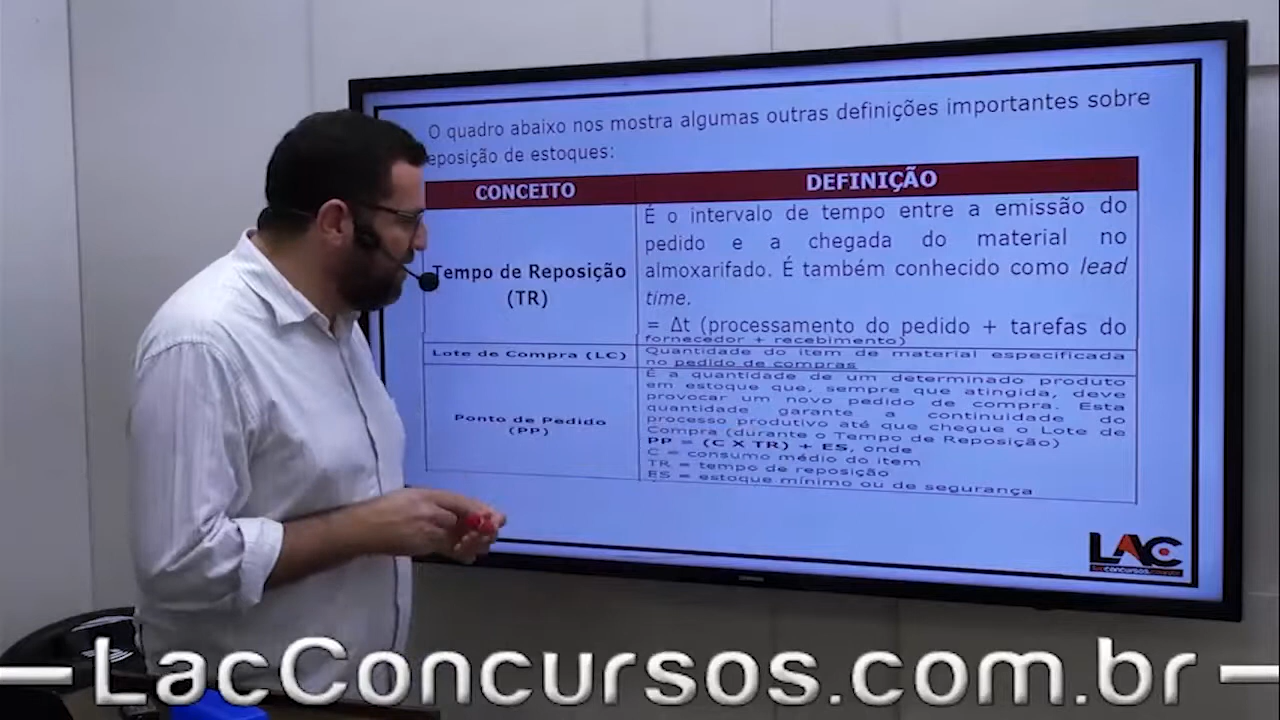 O quadro abaixo nos mostra algumas outras definições importantes sobre
eposição de estoques:
CONCEITO
DEFINIÇÃO
Tempo de Reposição
(TR)
É o intervalo de tempo entre a emissão do
pedido e a chegada do material no
almoxarifado. É também conhecido como lead
time.
= Δt (processamento do pedido + tarefas do
fornecedor + recebimento)
Lote de Compra (LC)
Quantidade do item de material especificada
no pedido de compras
Ponto de Pedido
(PP)
É a quantidade de um determinado produto
em estoque que, sempre que atingida, deve
provocar um novo pedido de compra. Esta
quantidade garante a continuidade do
processo produtivo até que chegue o Lote de
Compra (durante o Tempo de Reposição)
PP = (C X TR) + ES, onde
C = consumo médio do item
TR = tempo de reposição
ES = estoque mínimo ou de segurança
LAC
lacconcursos.com.br
LacConcursos.com.br